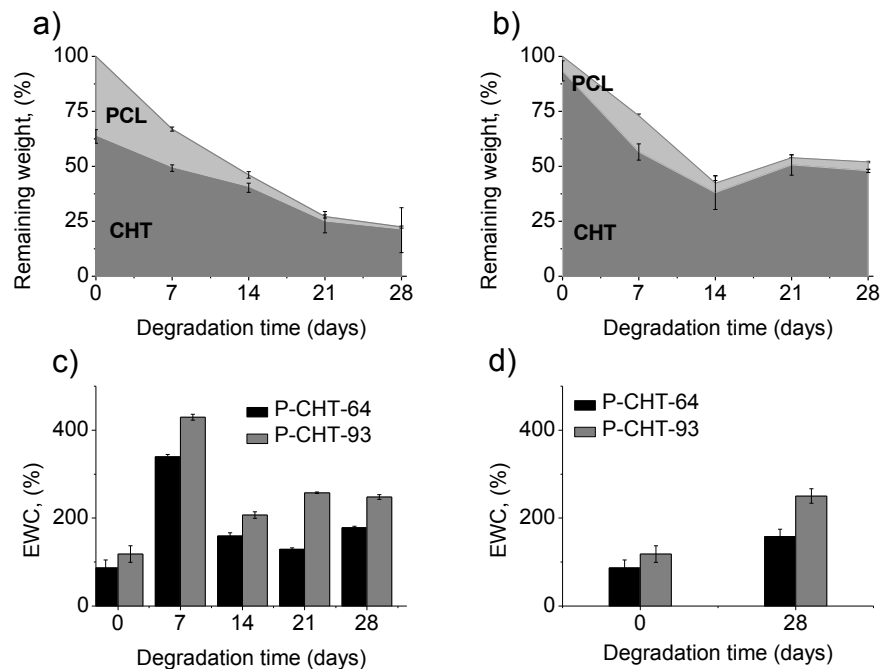 a)
Remaining weight, (%)
100
75
50
25
0
PCL
CHT
0 7 14 21 28
Degradation time (days)
b)
Remaining weight, (%)
100
75
50
25
0
PCL
CHT
0 7 14 21 28
Degradation time (days)
c)
EWC, (%)
400
200
0
P-CHT-64
P-CHT-93
0 7 14 21 28
Degradation time (days)
d)
EWC, (%)
400
200
0
P-CHT-64
P-CHT-93
0 28
Degradation time (days)